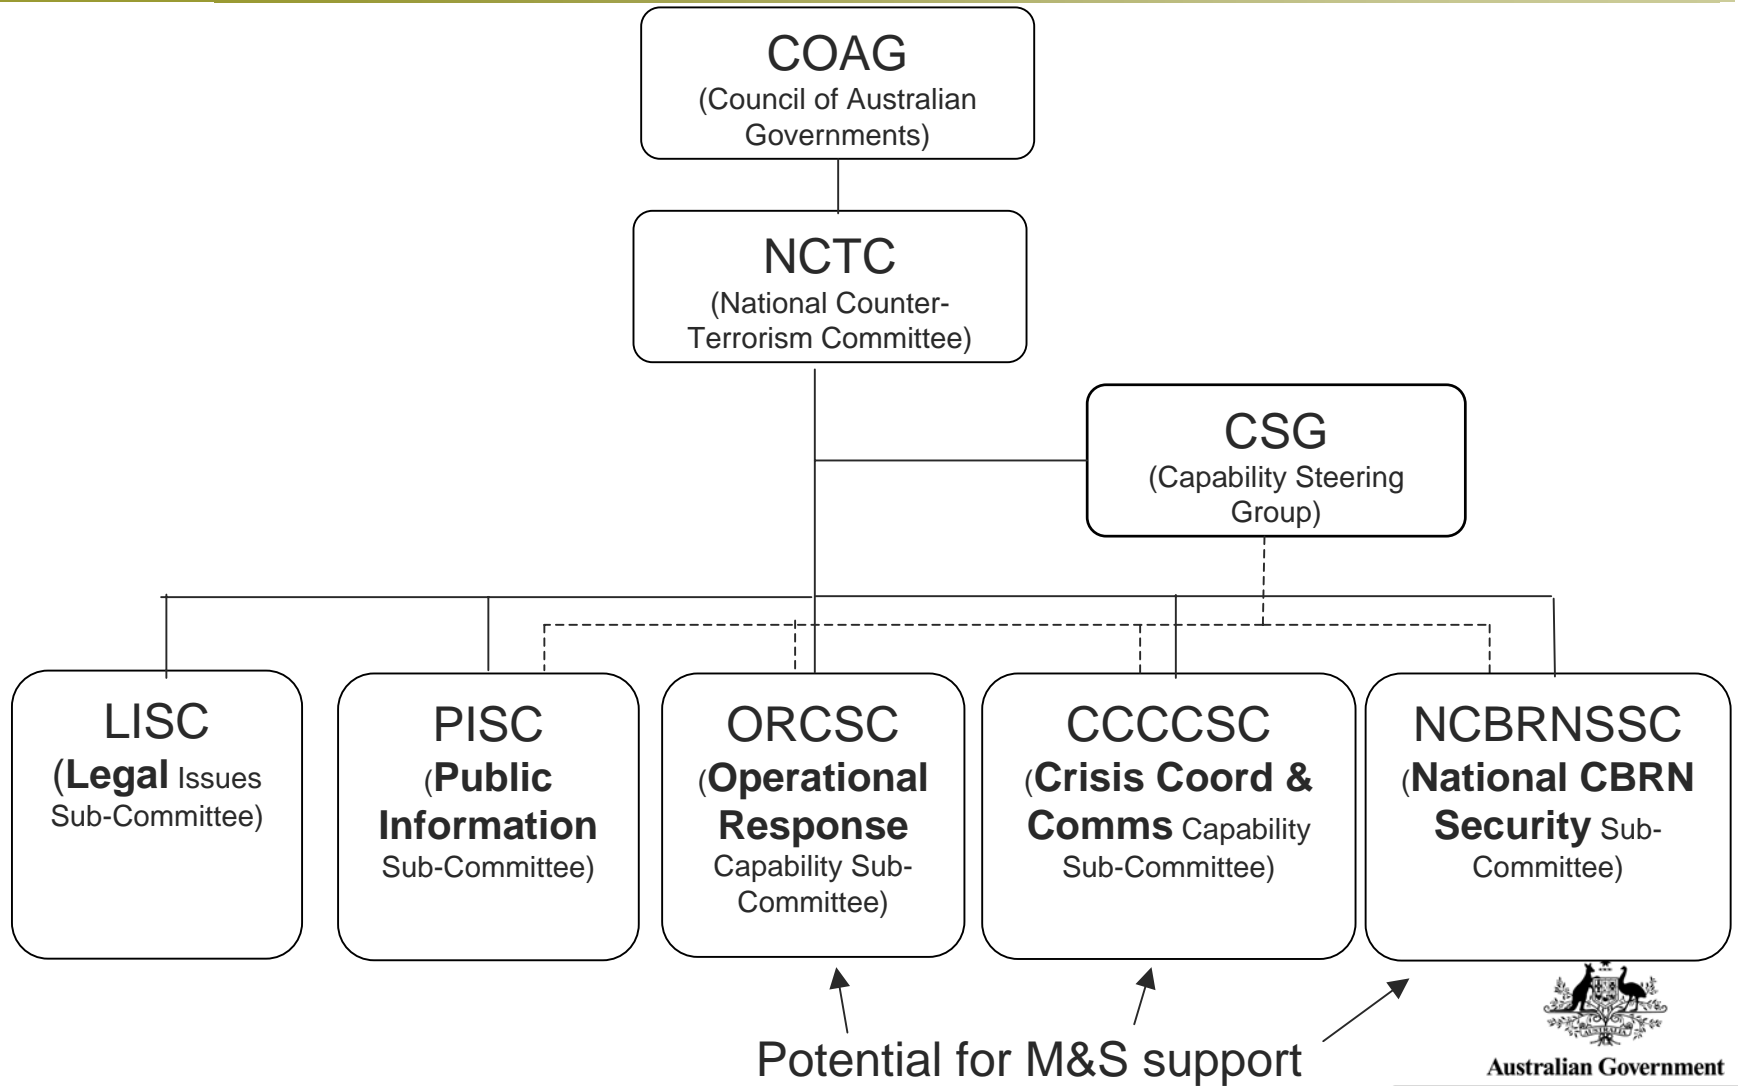 COAG
(Council of Australian
Governments)
NCTC
(National Counter-
Terrorism Committee)
CSG
(Capability Steering
Group)
LISC
(Legal Issues
Sub-Committee)
PISC
(Public
Information
Sub-Committee)
ORCSC
(Operational
Response
Capability Sub-
Committee)
CCCCSC
(Crisis Coord &
Comms Capability
Sub-Committee)
NCBRNSSC
(National CBRN
Security Sub-
Committee)
Potential for M&S support
AUSTRALIA
Australian Government